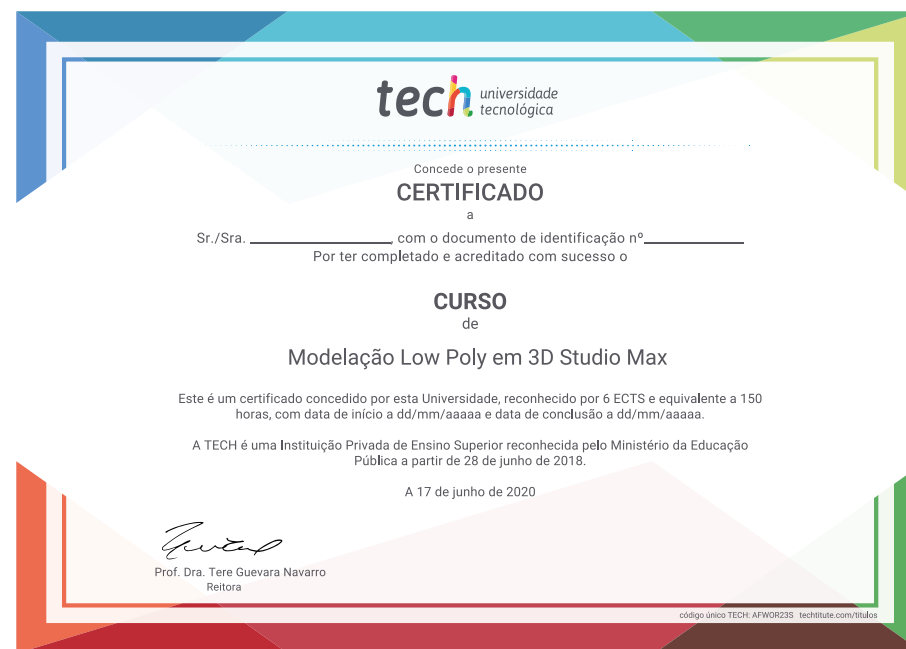 tech universidade
tecnológica
Concede o presente
CERTIFICADO
a
Sr./Sra. ____________________, com o documento de identificação nº______________
Por ter completado e acreditado com sucesso o
CURSO
de
Modelação Low Poly em 3D Studio Max
Este é um certificado concedido por esta Universidade, reconhecido por 6 ECTS e equivalente a 150
horas, com data de início a dd/mm/aaaaa e data de conclusão a dd/mm/aaaaa.
A TECH é uma Instituição Privada de Ensino Superior reconhecida pelo Ministério da Educação
Pública a partir de 28 de junho de 2018.
A 17 de junho de 2020
Prof. Dra. Tere Guevara Navarro
Reitora
código único TECH: AFWOR23S techtitute.com/titulos